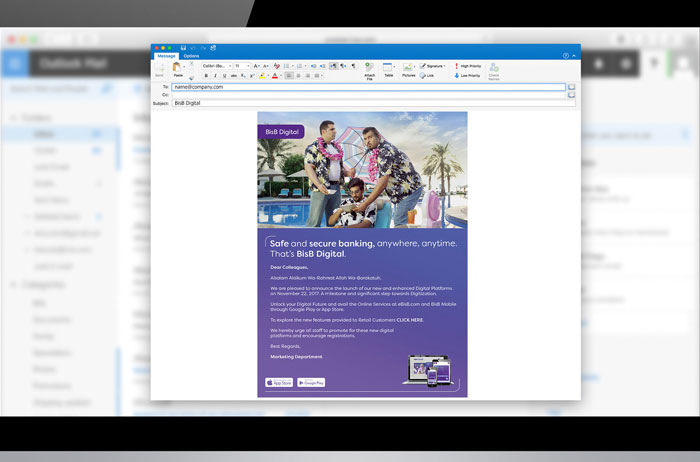 Outlook Mail
Message
Options
Calibri (Bo...
11
Paste
B
I
U
Attach
File
Table
Pictures
Signature
Link
High Priority
Low Priority
Check
Names
To:
name@company.com
Cc:
Subject:
BisB Digital
BisB Digital
Safe and secure banking, anywhere, anytime.
That's BisB Digital.
Dear Colleagues,
Alsalam Alaikum Wa-Rahmat Allah Wa-Barakatuh,
We are pleased to announce the launch of our new and enhanced Digital Platforms
on November 22, 2017. A milestone and significant step towards Digitization.
Unlock your Digital Future and avail the Online Services at eBisB.com and BisB Mobile
through Google Play or App Store.
To explore the new features provided to Retail Customers CLICK HERE.
We hereby urge all staff to promote for these new digital
platforms and encourage registrations.
Best Regards,
Marketing Department
App Store
Google Play